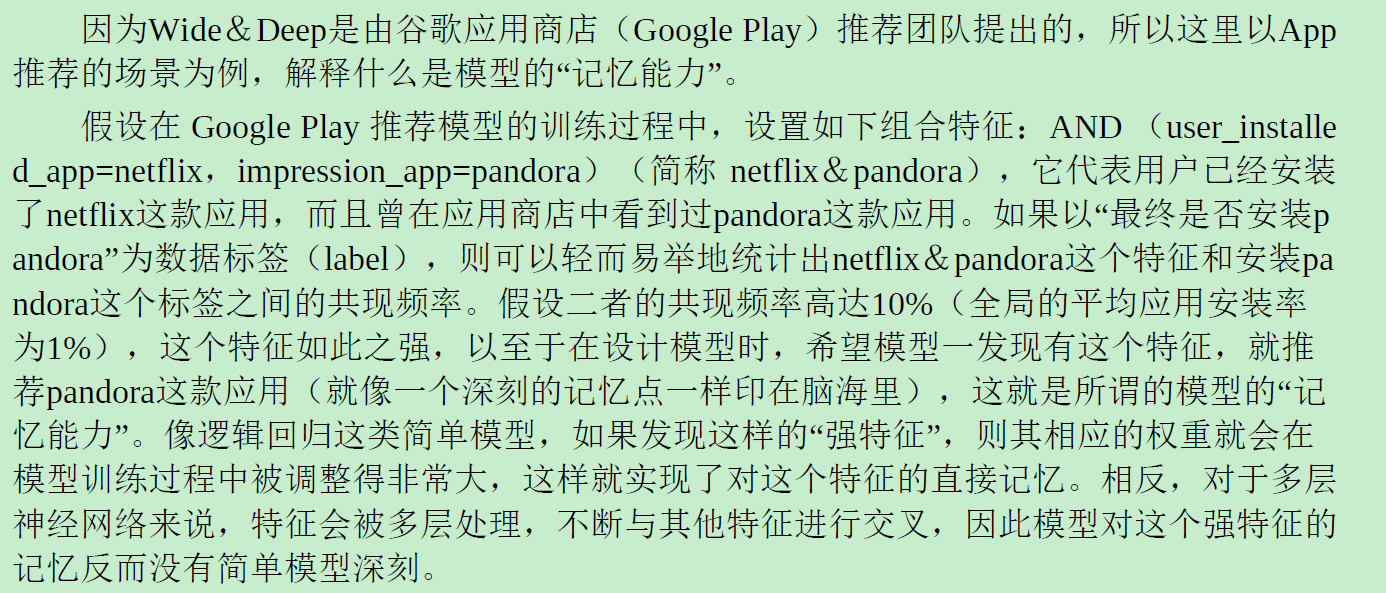 因为Wide＆Deep是由谷歌应用商店（Google Play）推荐团队提出的，所以这里以App
推荐的场景为例，解释什么是模型的“记忆能力”。
假设在 Google Play 推荐模型的训练过程中，设置如下组合特征：AND （user_installe
d_app=netflix，impression_app=pandora）（简称 netflix＆pandora），它代表用户已经安装
了netflix这款应用，而且曾在应用商店中看到过pandora这款应用。如果以“最终是否安装p
andora”为数据标签（label），则可以轻而易举地统计出netflix＆pandora这个特征和安装pa
ndora这个标签之间的共现频率。假设二者的共现频率高达10%（全局的平均应用安装率
为1%），这个特征如此之强，以至于在设计模型时，希望模型一发现有这个特征，就推
荐pandora这款应用（就像一个深刻的记忆点一样印在脑海里），这就是所谓的模型的“记
忆能力”。像逻辑回归这类简单模型，如果发现这样的“强特征”，则其相应的权重就会在
模型训练过程中被调整得非常大，这样就实现了对这个特征的直接记忆。相反，对于多层
神经网络来说，特征会被多层处理，不断与其他特征进行交叉，因此模型对这个强特征的
记忆反而没有简单模型深刻。